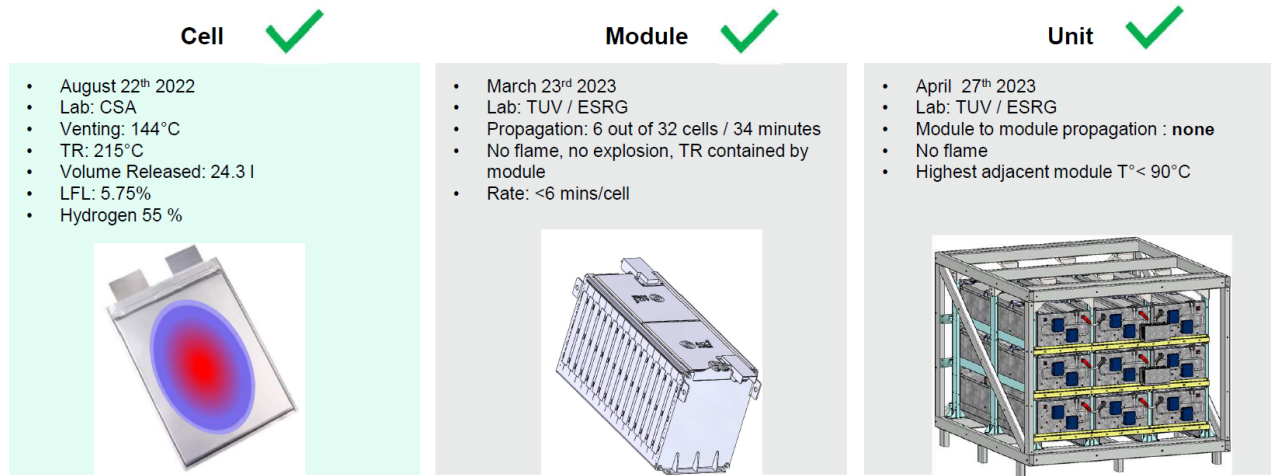 Cell
• August 22th 2022
• Lab: CSA
• Venting: 144°C
• TR: 215°C
• Volume Released: 24.3 l
• LFL: 5.75%
• Hydrogen 55 %
Module
• March 23rd 2023
• Lab: TUV / ESRG
• Propagation: 6 out of 32 cells / 34 minutes
• No flame, no explosion, TR contained by
module
• Rate: <6 mins/cell
Unit
• April 27th 2023
• Lab: TUV / ESRG
• Module to module propagation : none
• No flame
• Highest adjacent module T°< 90°C